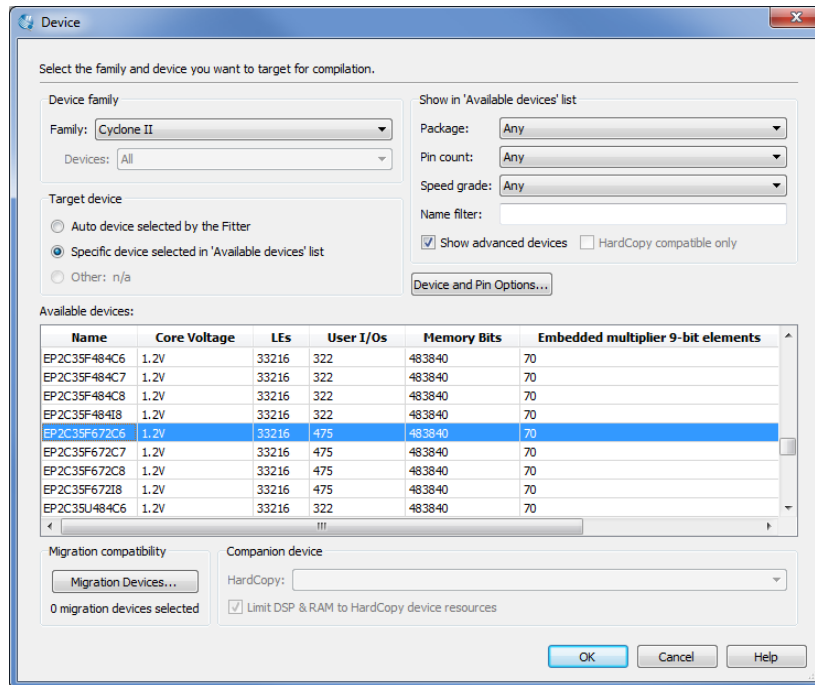 Device
Select the family and device you want to target for compilation.
Device family
Family: Cyclone II
Devices: All
Target device
Auto device selected by the Fitter
Specific device selected in 'Available devices' list
Other: n/a
Show in 'Available devices' list
Package: Any
Pin count: Any
Speed grade: Any
Name filter:
Show advanced devices HardCopy compatible only
Device and Pin Options...
Available devices:
Name Core Voltage LEs User I/Os Memory Bits Embedded multiplier 9-bit elements
EP2C35F484C6 1.2V 33216 322 483840 70
EP2C35F484C7 1.2V 33216 322 483840 70
EP2C35F484C8 1.2V 33216 322 483840 70
EP2C35F484I8 1.2V 33216 322 483840 70
EP2C35F672C6 1.2V 33216 475 483840 70
EP2C35F672C7 1.2V 33216 475 483840 70
EP2C35F672C8 1.2V 33216 475 483840 70
EP2C35F672I8 1.2V 33216 475 483840 70
EP2C35U484C6 1.2V 33216 322 483840 70
Migration compatibility
Migration Devices...
0 migration devices selected
Companion device
HardCopy:
Limit DSP & RAM to HardCopy device resources
OK Cancel Help